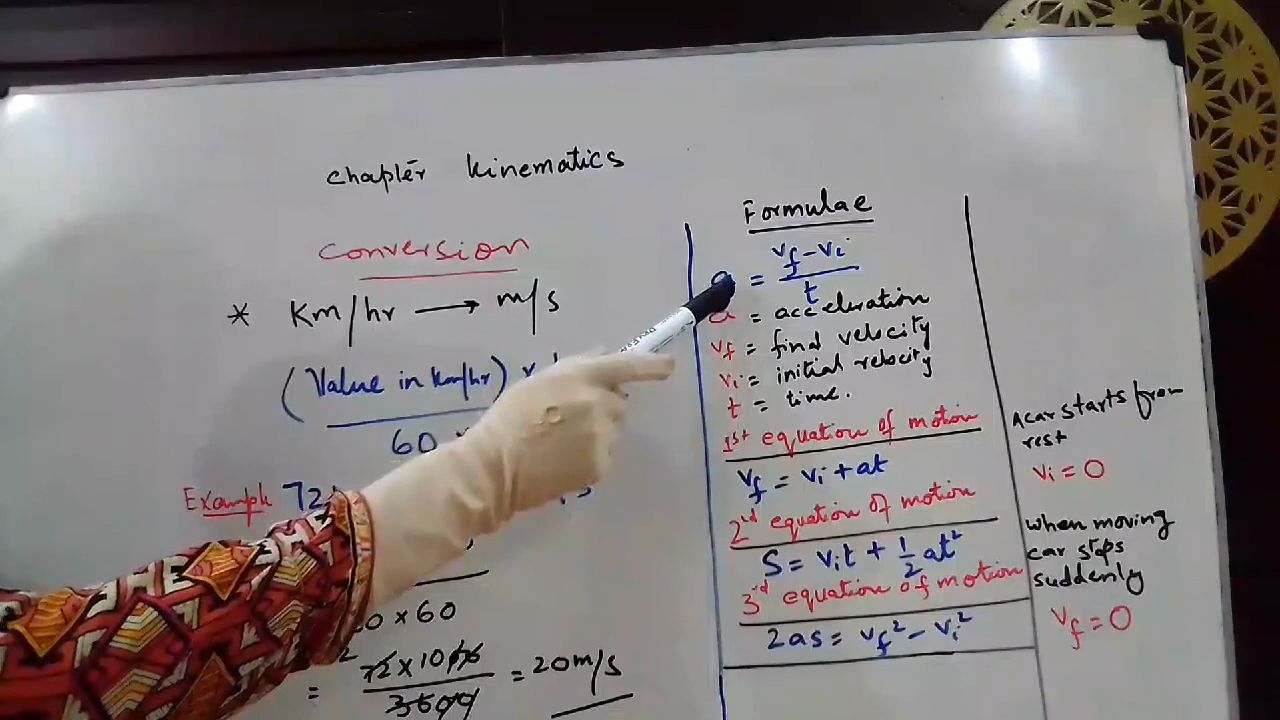 Chapter Kinematics
Conversion
* Km/hr → m/s
(Value in Km/hr) x
60
Example 72
60
= 72 x 1000 / 3600 = 20 m/s
Formulae
= vf - vi / t
a = acceleration
vf = final velocity
vi = initial velocity
t = time.
1st equation of motion
vf = vi + at
2nd equation of motion
S = vit + 1/2 at²
3rd equation of motion
2as = vf² - vi²
A car starts from
rest
vi = 0
when moving
car stops
suddenly
vf = 0